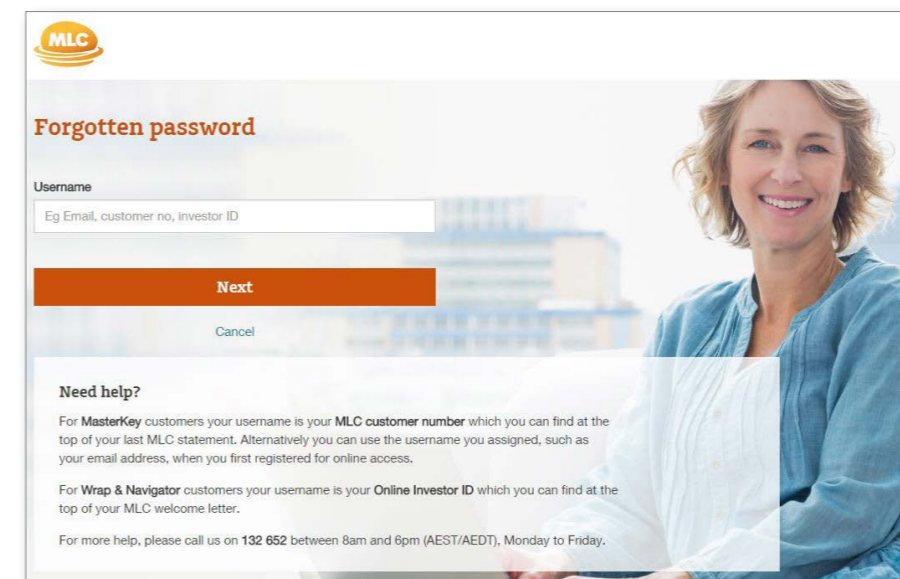 MLC
Forgotten password
Username
Eg Email, customer no, investor ID
Next
Cancel
Need help?
For MasterKey customers your username is your MLC customer number which you can find at the
top of your last MLC statement. Alternatively you can use the username you assigned, such as
your email address, when you first registered for online access.
For Wrap & Navigator customers your username is your Online Investor ID which you can find at the
top of your MLC welcome letter.
For more help, please call us on 132 652 between 8am and 6pm (AEST/AEDT), Monday to Friday.